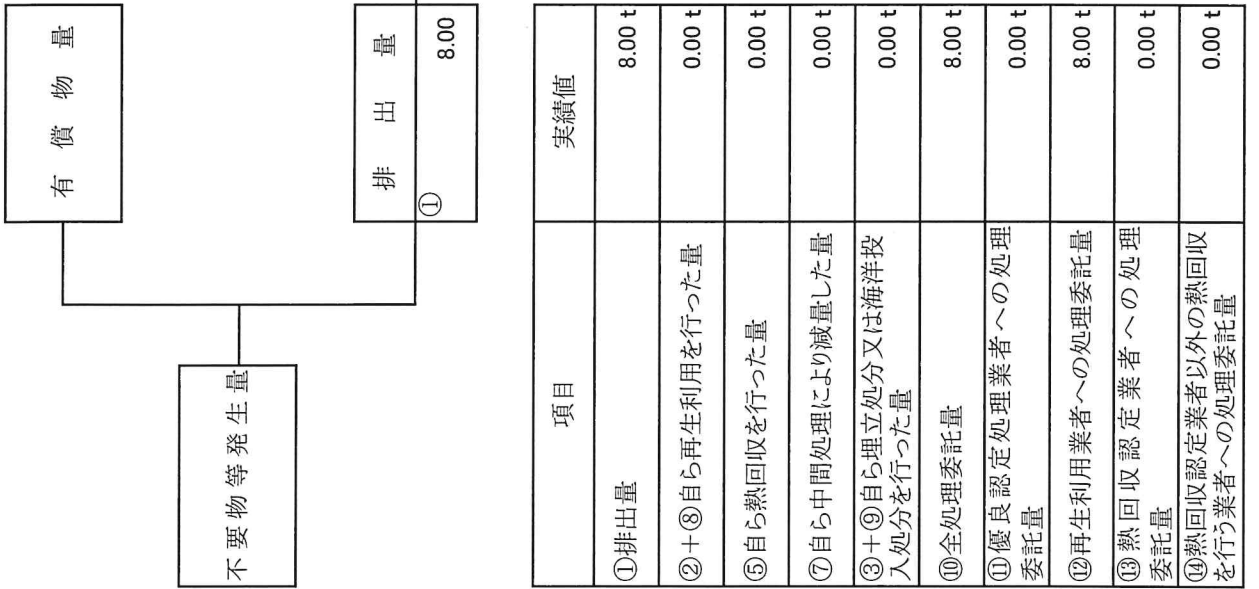 有償物量
不要物等発生量
排出量
①
8.00
項目
実績値
①排出量
8.00 t
②+⑧自ら再生利用を行った量
0.00 t
⑤自ら熱回収を行った量
0.00 t
⑦自ら中間処理により減量した量
0.00 t
③+⑨自ら埋立処分又は海洋投
入処分を行った量
0.00 t
⑩全処理委託量
8.00 t
⑪優良認定処理業者への処理
委託量
0.00 t
⑫再生利用業者への処理委託量
8.00 t
⑬熱回収認定業者への処理
委託量
0.00 t
⑭熱回収認定業者以外の熱回収
を行う業者への処理委託量
0.00 t